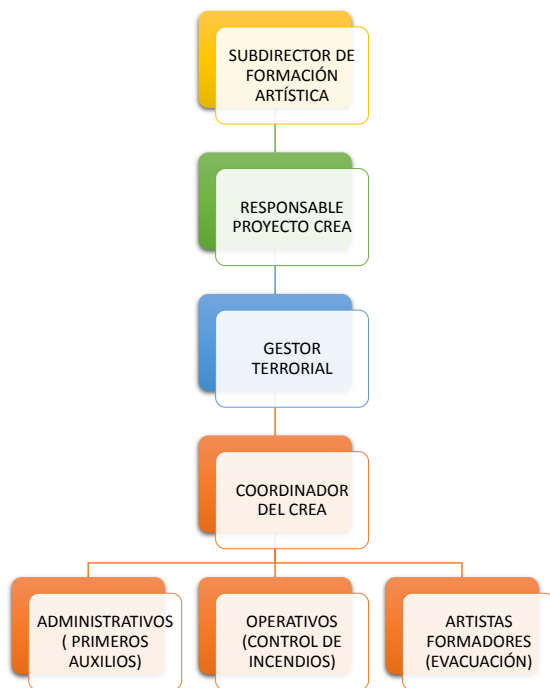 SUBDIRECTOR DE
FORMACIÓN
ARTÍSTICA
RESPONSABLE
PROYECTO CREA
GESTOR
TERRORIAL
COORDINADOR
DEL CREA
ADMINISTRATIVOS
( PRIMEROS
AUXILIOS)
OPERATIVOS
(CONTROL DE
INCENDIOS)
ARTISTAS
FORMADORES
(EVACUACIÓN)